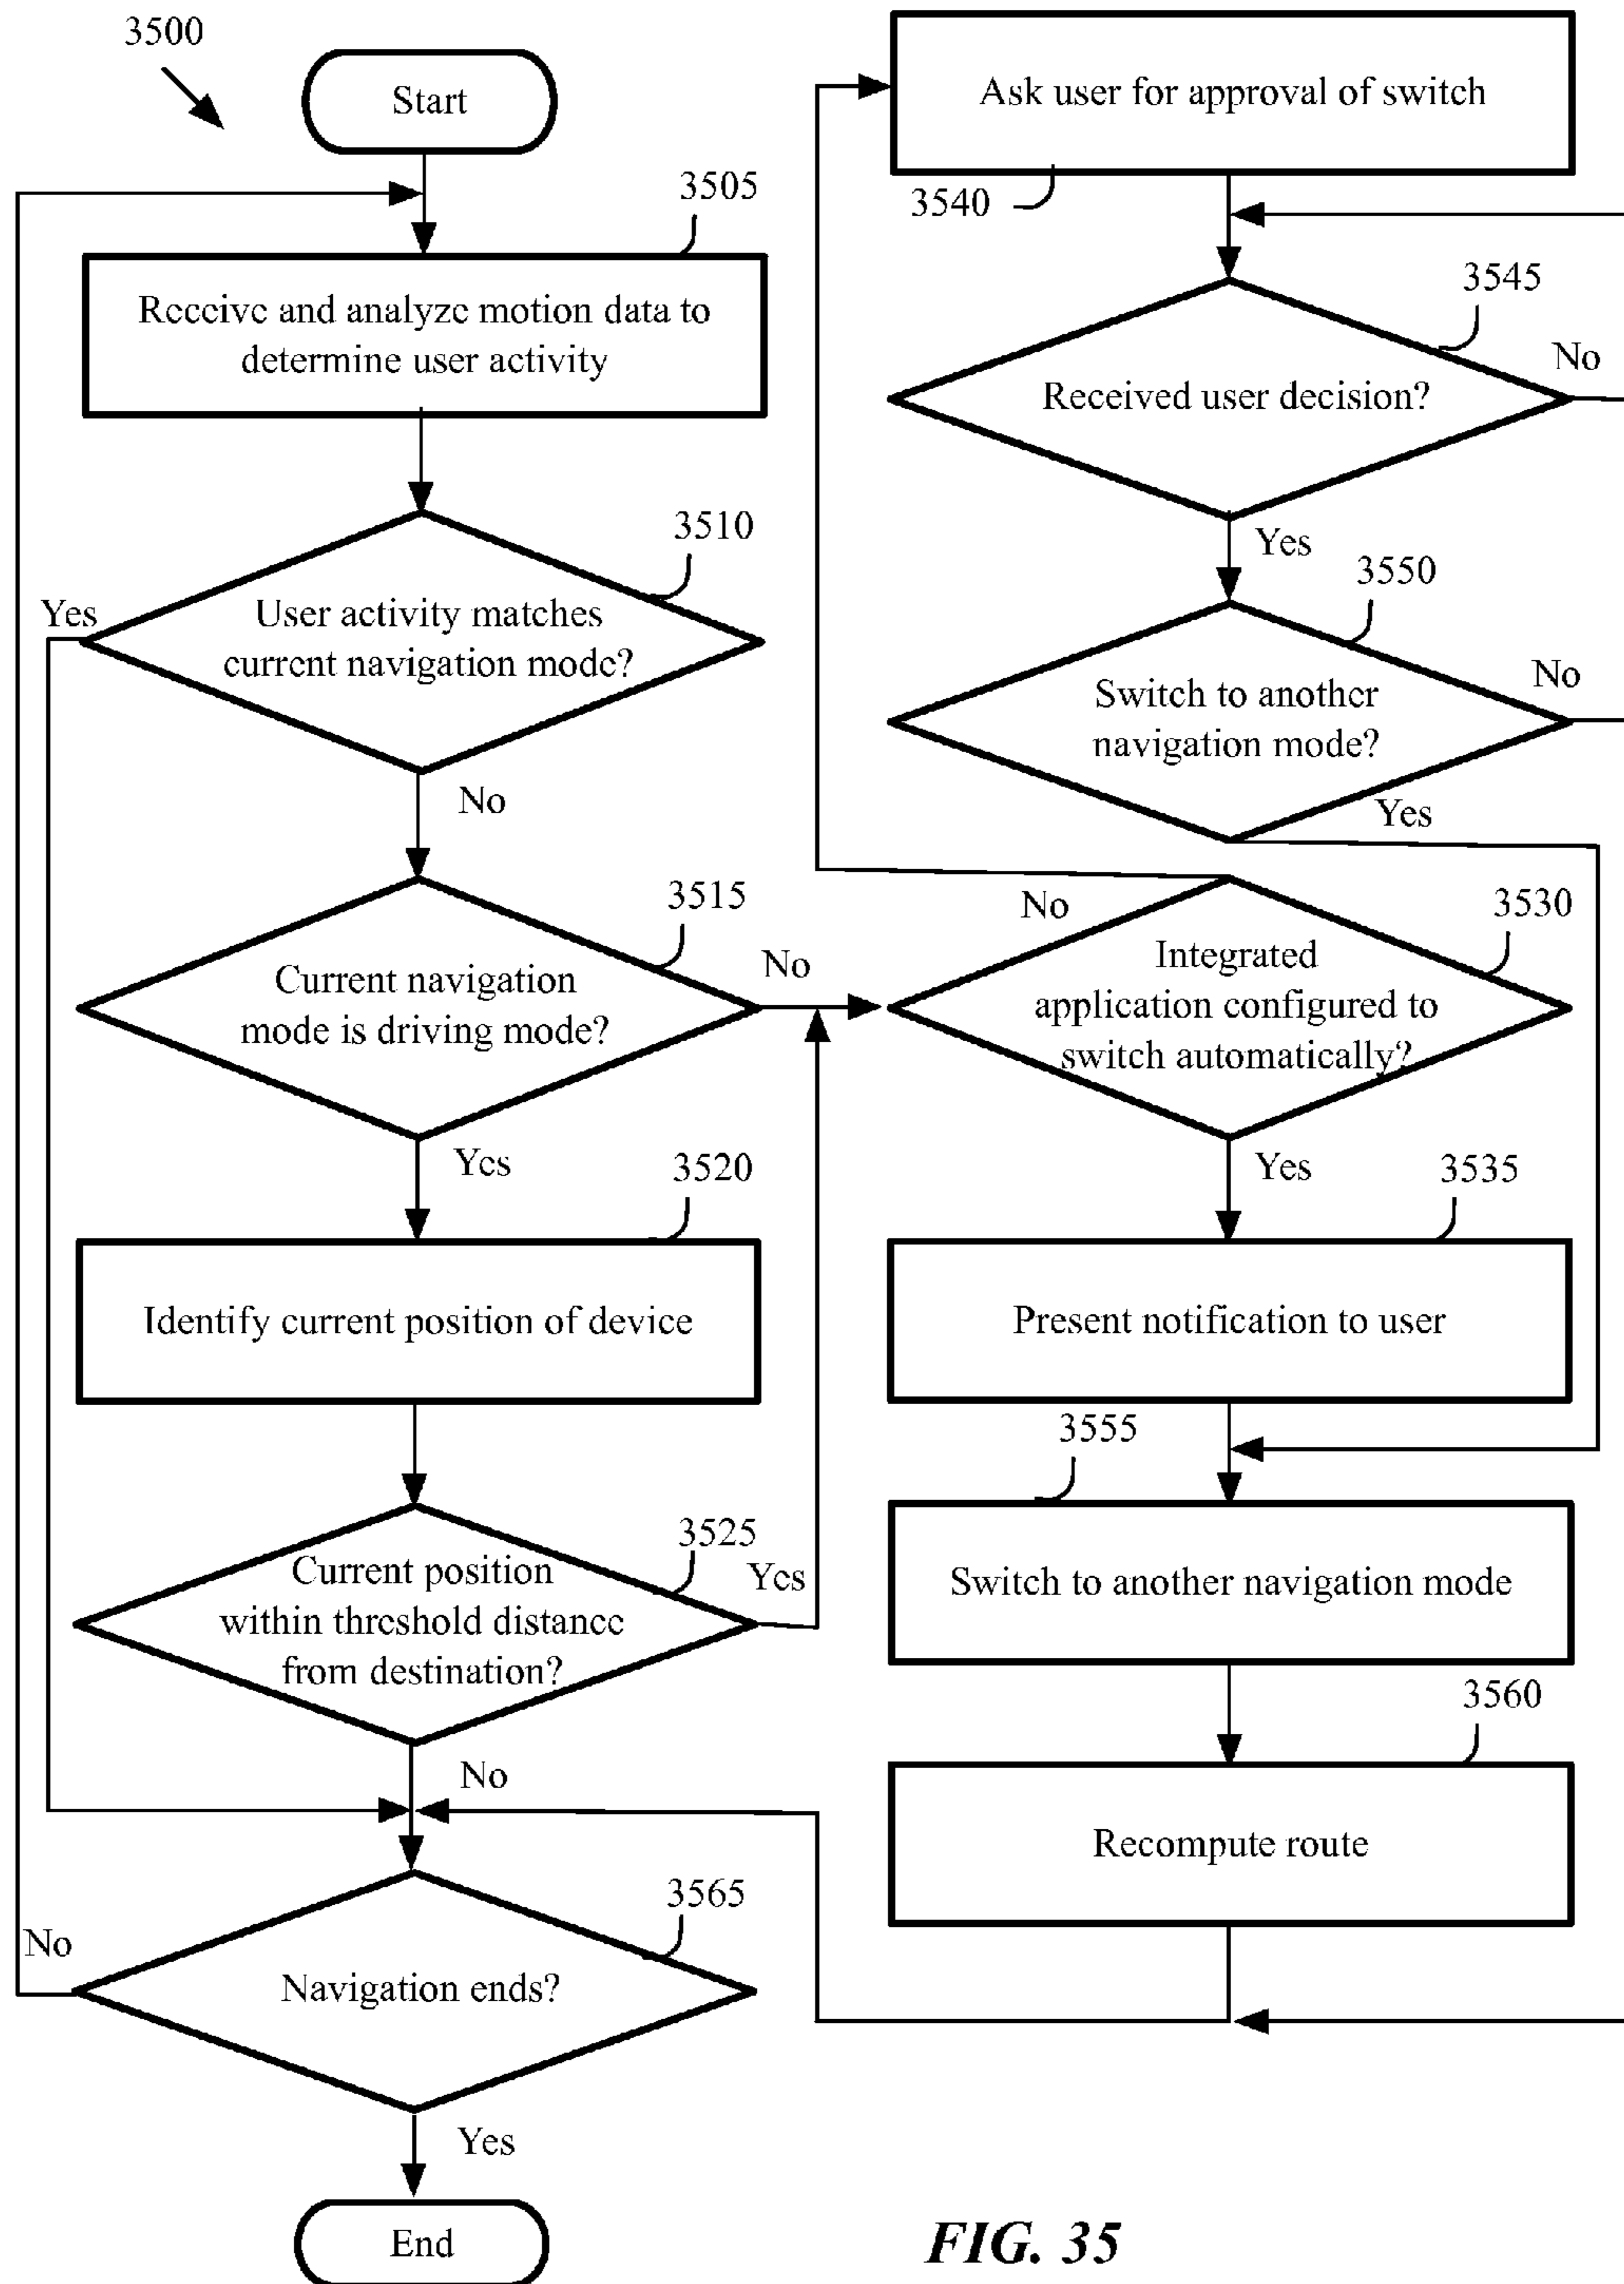 3500
Start
3505
Receive and analyze motion data to
determine user activity
3510
Yes
User activity matches
current navigation mode?
No
3515
No
Current navigation
mode is driving mode?
Yes
3520
Identify current position of device
3525
Current position
within threshold distance
from destination?
Yes
No
3565
No
Navigation ends?
Yes
End
Ask user for approval of switch
3540
3545
No
Received user decision?
Yes
3550
No
Switch to another
navigation mode?
Yes
3530
No
Integrated
application configured to
switch automatically?
Yes
3535
Present notification to user
3555
Switch to another navigation mode
3560
Recompute route
FIG. 35